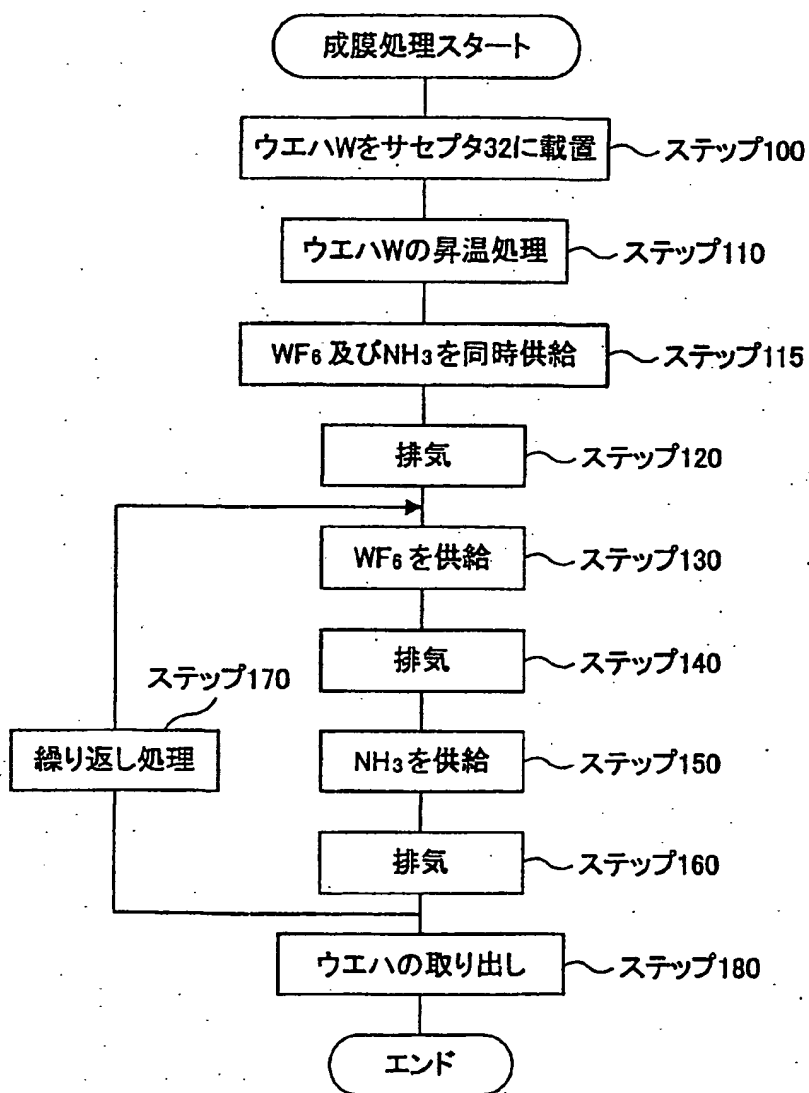 成膜処理スタート
ウエハWをサセプタ32に載置
ステップ100
ウエハWの昇温処理
ステップ110
WF₆及びNH₃を同時供給
ステップ115
排気
ステップ120
WF₆を供給
ステップ130
排気
ステップ140
ステップ170
繰り返し処理
NH₃を供給
ステップ150
排気
ステップ160
ウエハの取り出し
ステップ180
エンド